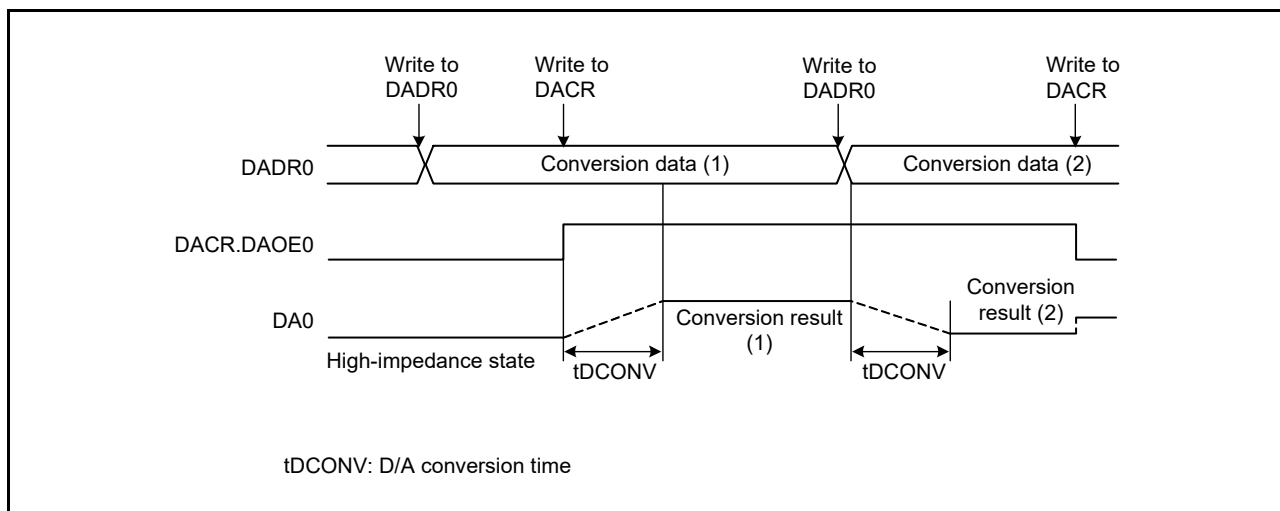 Write to
DADR0
Write to
DACR
Write to
DADR0
Write to
DACR
DADR0
Conversion data (1)
Conversion data (2)
DACR.DAOE0
DA0
High-impedance state
Conversion result
(1)
Conversion
result (2)
tDCONV
tDCONV
tDCONV: D/A conversion time